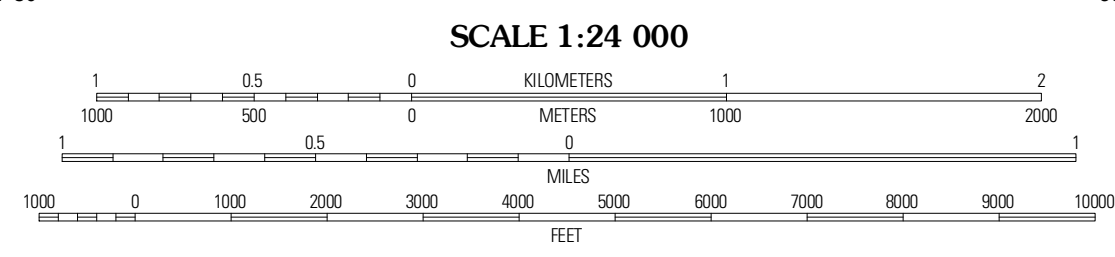 SCALE 1:24 000
1 0.5 0 KILOMETERS 1 2
1000 500 0 METERS 1000 2000
1 0.5 0 1
MILES
1000 0 1000 2000 3000 4000 5000 6000 7000 8000 9000 10000
FEET